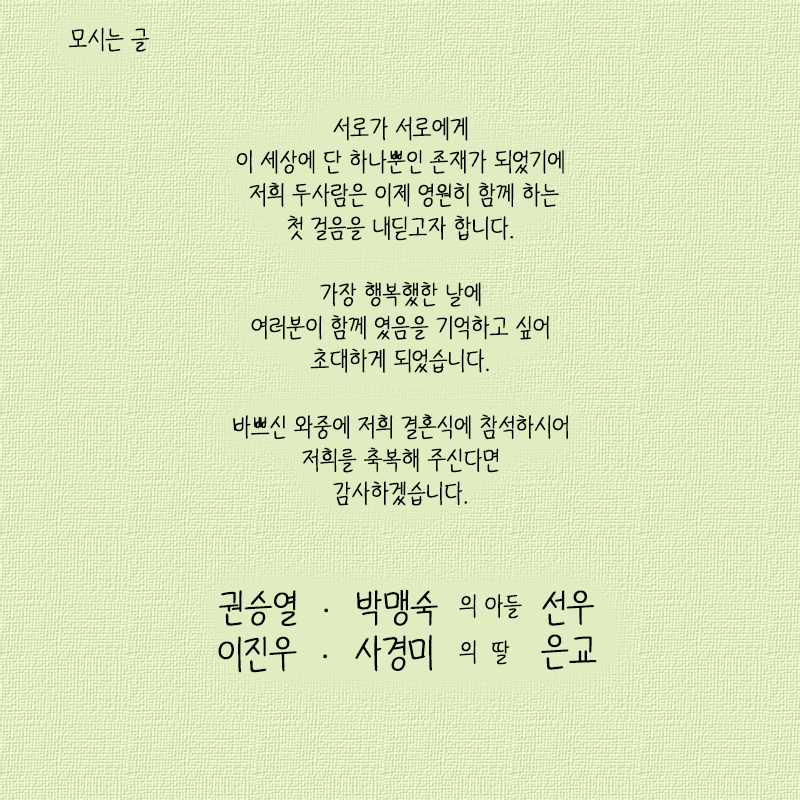 모시는 글
서로가 서로에게
이 세상에 단 하나뿐인 존재가 되었기에
저희 두사람은 이제 영원히 함께 하는
첫 걸음을 내딛고자 합니다.
가장 행복했한 날에
여러분이 함께 였음을 기억하고 싶어
초대하게 되었습니다.
바쁘신 와중에 저희 결혼식에 참석하시어
저희를 축복해 주신다면
감사하겠습니다.
권승열 · 박맹숙 의 아들 선우
이진우 · 사경미 의 딸 은교